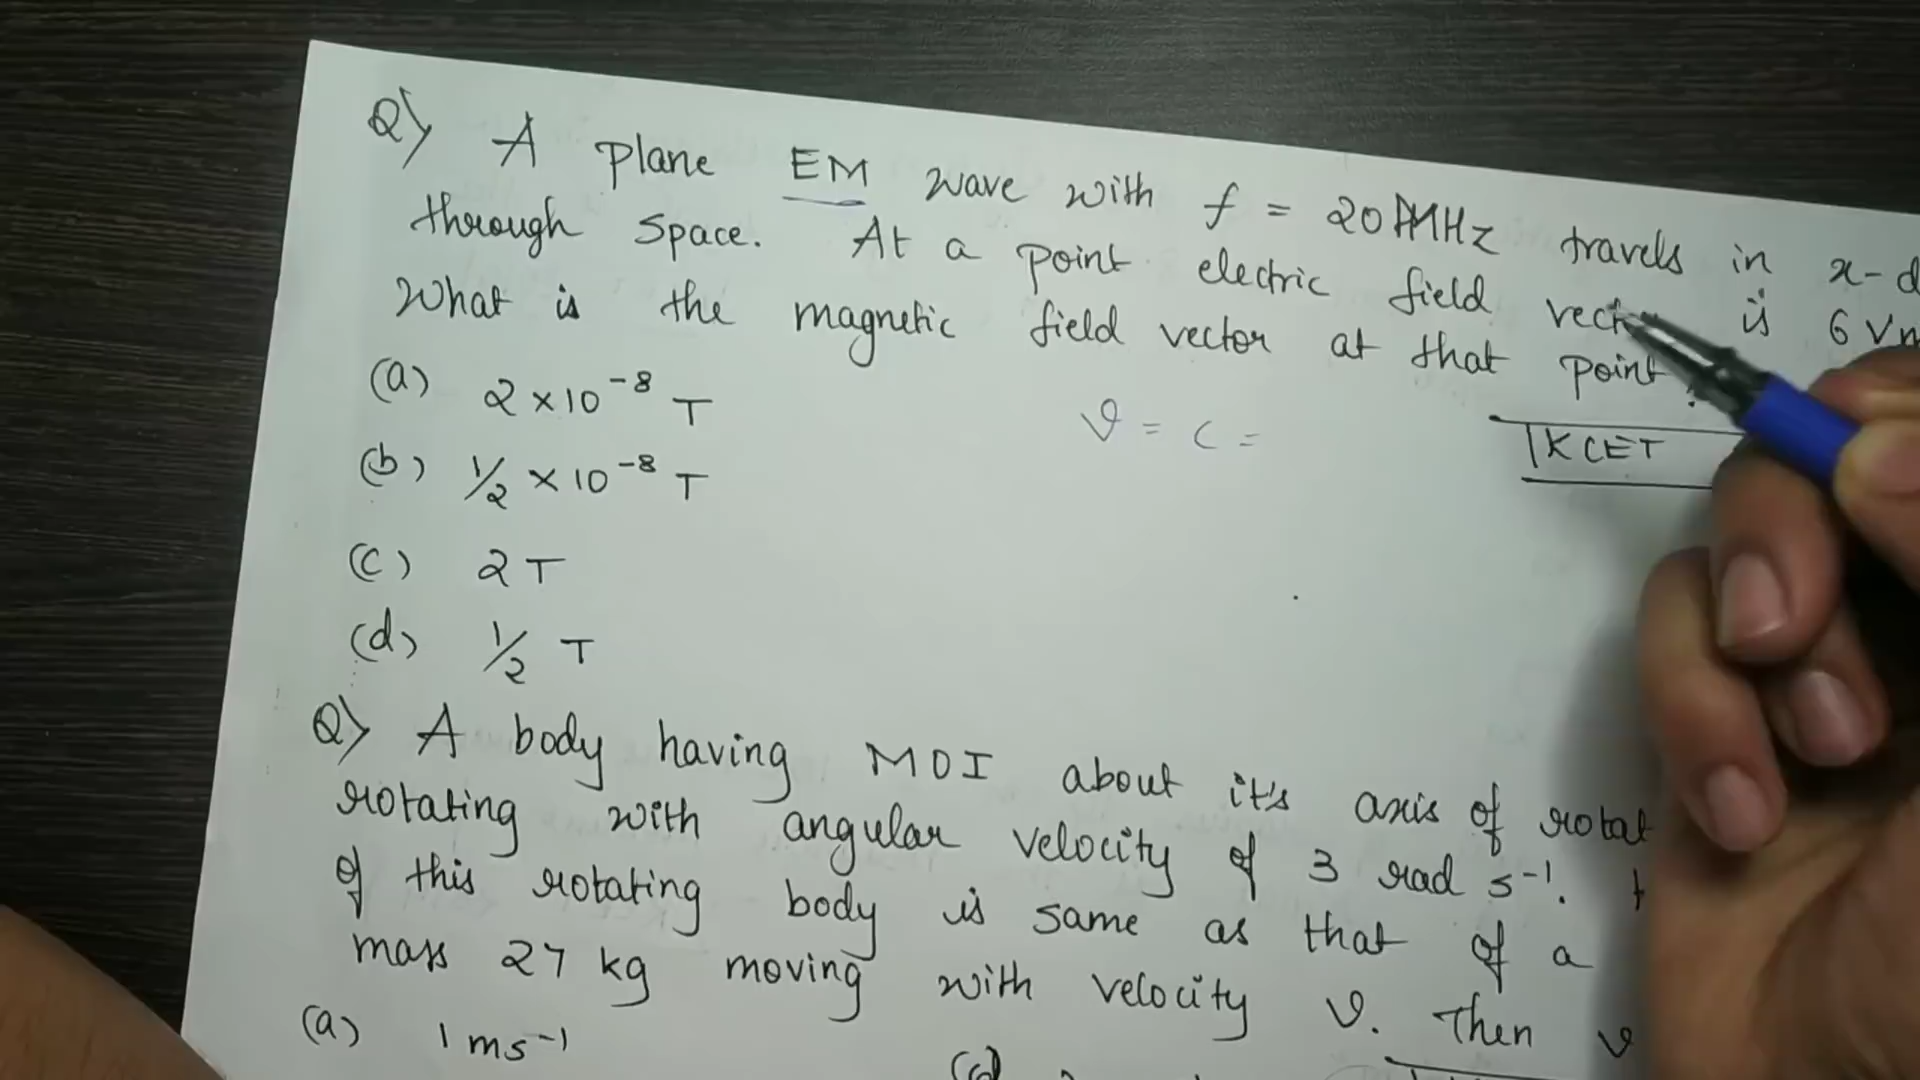 Q) A plane EM wave with f = 20 MHz travels in x-d
through space. At a point electric field vect is 6 Vm
What is the magnetic field vector at that point?
(a) 2 × 10⁻⁸ T
v = c =
KCET
(b) 1/2 × 10⁻⁸ T
(c) 2 T
(d) 1/2 T
Q) A body having MOI about it's axis of rotat
rotating with angular velocity of 3 rad s⁻¹.
of this rotating body is same as that of a
mass 27 kg moving with velocity v. Then v
(a) 1 ms⁻¹